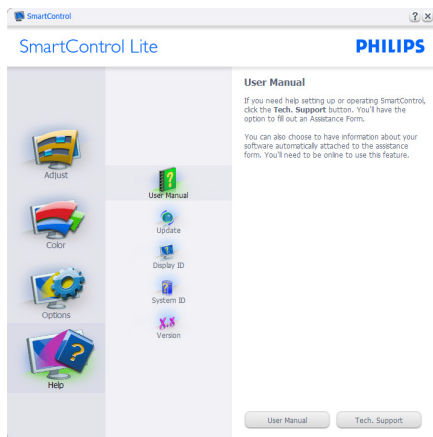 SmartControl
? X
SmartControl Lite
PHILIPS
Adjust
Color
Options
Help
User Manual
Update
Display ID
System ID
X.X
Version
User Manual
If you need help setting up or operating SmartControl,
click the Tech. Support button. You'll have the
option to fill out an Assistance Form.
You can also choose to have information about your
software automatically attached to the assistance
form. You'll need to be online to use this feature.
User Manual
Tech. Support